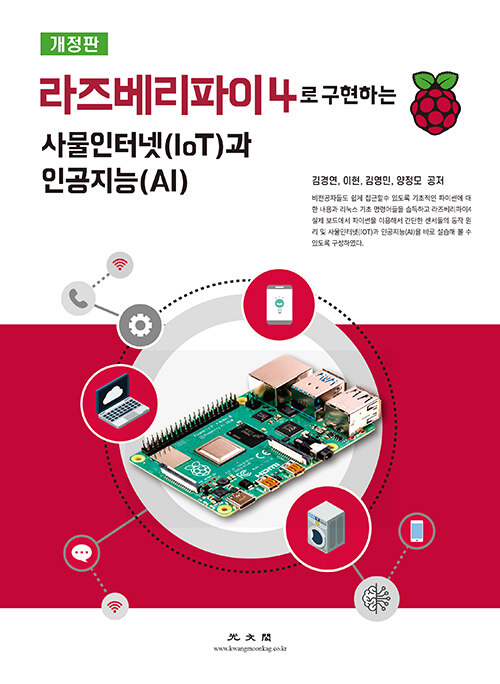 개정판
라즈베리파이4로 구현하는
사물인터넷(IoT)과
인공지능(AI)
김경연, 이현, 김영민, 양정모 공저
비전공자들도 쉽게 접근할수 있도록 기초적인 파이썬에 대
한 내용과 리눅스 기초 명령어들을 습득하고 라즈베리파이4
실제 보드에서 파이썬을 이용해서 간단한 센서들의 동작 원
리 및 사물인터넷(IOT)과 인공지능(AI)을 바로 실습해 볼 수
있도록 구성하였다.
HDMI
光文閣
www.kwangmoonkag.co.kr